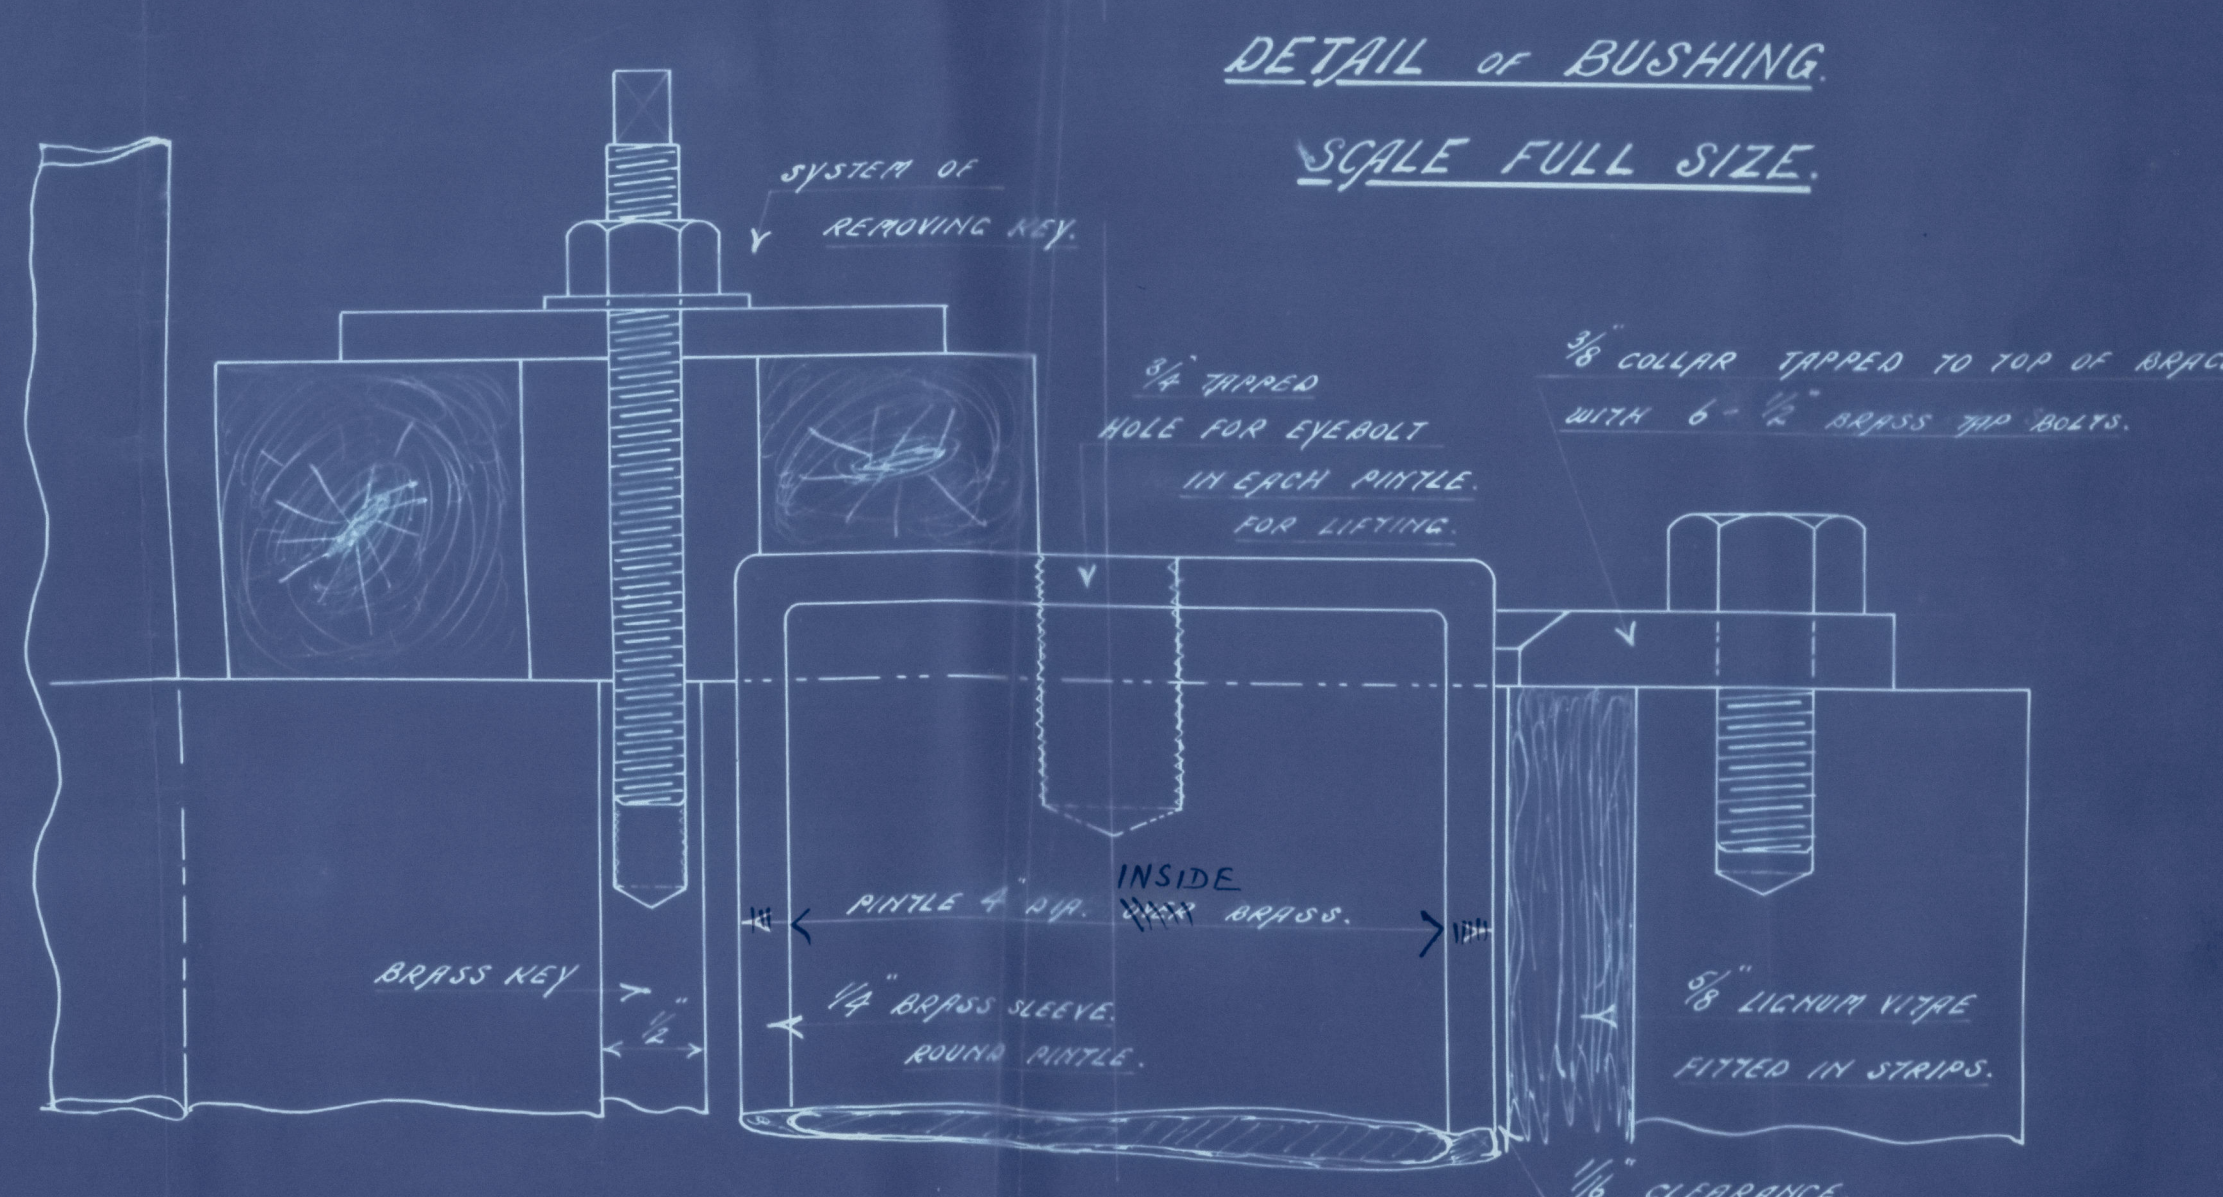 DETAIL OF BUSHING.
SCALE FULL SIZE.
SYSTEM OF
REMOVING KEY.
3/4" TAPPED
HOLE FOR EYEBOLT
IN EACH PINTLE.
FOR LIFTING.
3/8" COLLAR TAPPED TO TOP OF BRAC
WITH 6 - 1/2" BRASS TAP BOLTS.
INSIDE
PINTLE 4" DIA. BRASS.
BRASS KEY
1/2"
1/4" BRASS SLEEVE.
ROUND PINTLE.
5/8" LIGNUM VITAE
FITTED IN STRIPS.
1/16" CLEARANCE